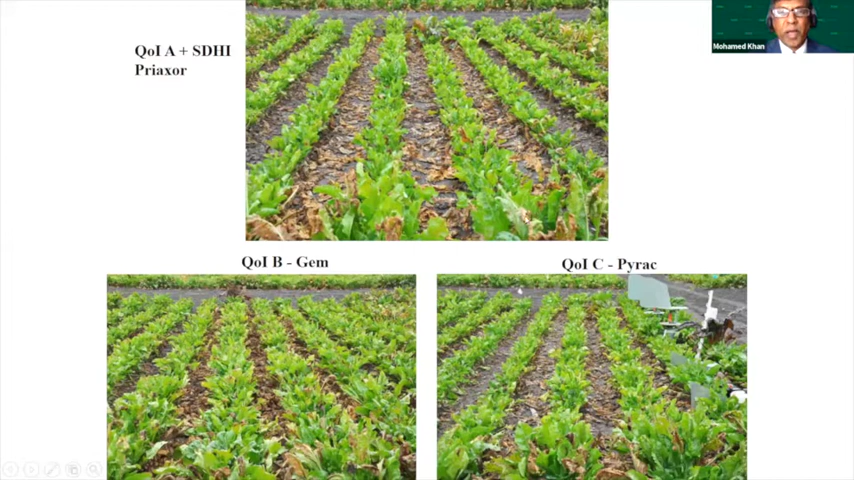 QoI A + SDHI
Priaxor
Mohamed Khan
QoI B - Gem
QoI C - Pyrac